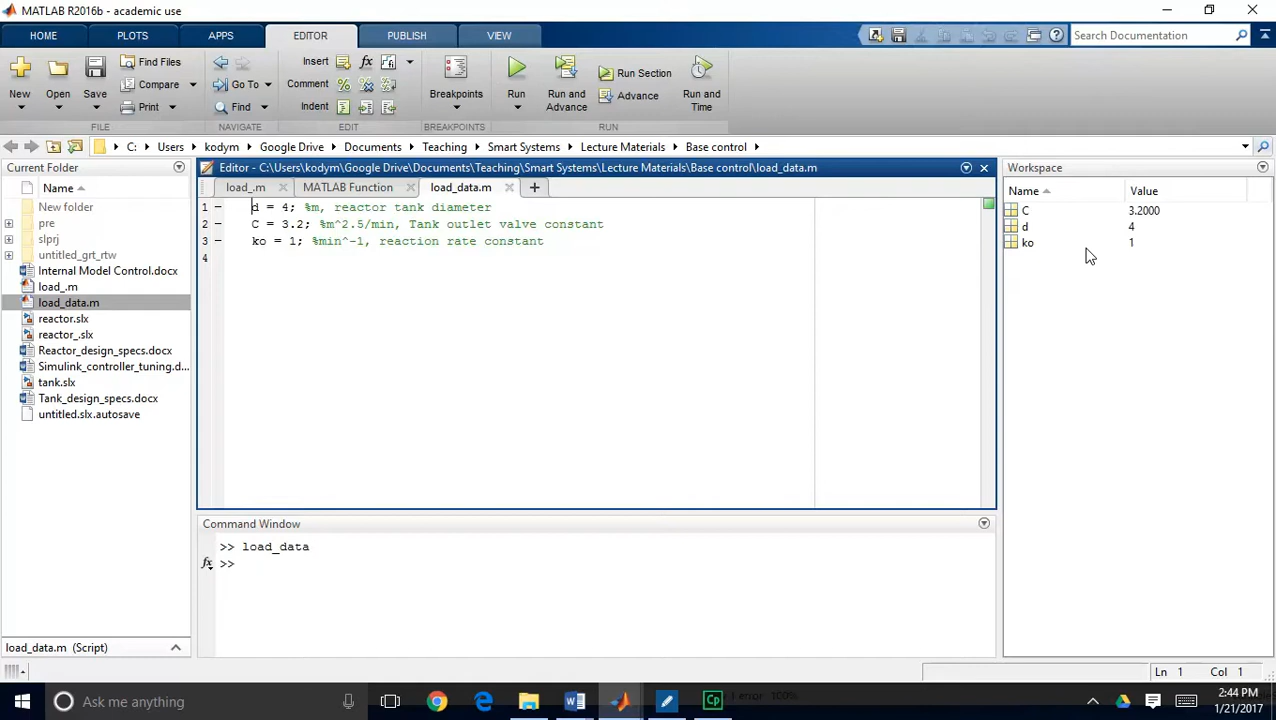 MATLAB R2016b - academic use
HOME PLOTS APPS EDITOR PUBLISH VIEW Search Documentation
Find Files Insert fx
Compare Go To Comment Run Section
New Open Save Breakpoints Run Run and Advance Advance Run and Time
Print Find Indent
FILE NAVIGATE EDIT BREAKPOINTS RUN
C: Users kodym Google Drive Documents Teaching Smart Systems Lecture Materials Base control
Current Folder
Name
New folder
pre
slprj
untitled_grt_rtw
Internal Model Control.docx
load_.m
load_data.m
reactor.slx
reactor_.slx
Reactor_design_specs.docx
Simulink_controller_tuning.d...
tank.slx
Tank_design_specs.docx
untitled.slx.autosave
load_data.m (Script)
Editor - C:\Users\kodym\Google Drive\Documents\Teaching\Smart Systems\Lecture Materials\Base control\load_data.m
load_.m MATLAB Function load_data.m
1 d = 4; %m, reactor tank diameter
2 C = 3.2; %m^2.5/min, Tank outlet valve constant
3 ko = 1; %min^-1, reaction rate constant
4
Command Window
>> load_data
fx >>
Workspace
Name Value
C 3.2000
d 4
ko 1
Ln 1 Col 1
Ask me anything
Cp
1 error 100%
2:44 PM
1/21/2017